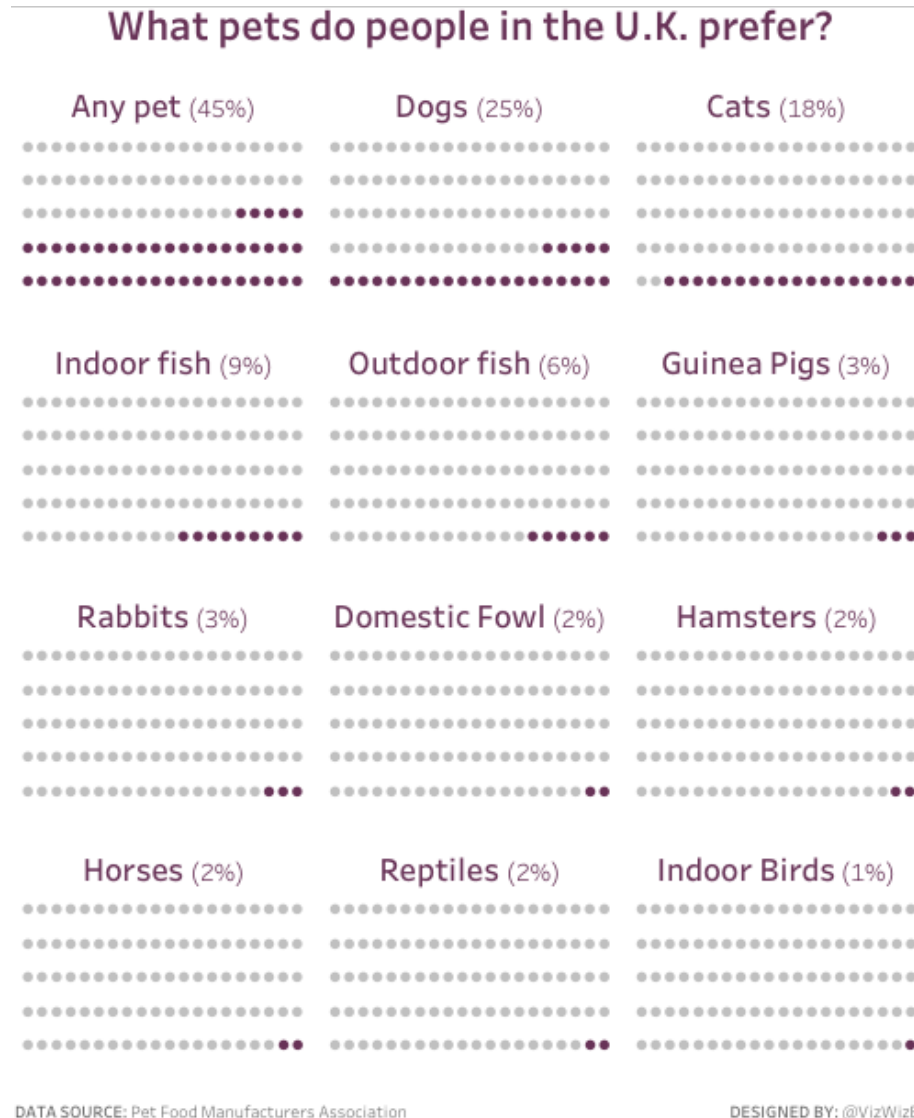 What pets do people in the U.K. prefer?
Any pet (45%) Dogs (25%) Cats (18%)
Indoor fish (9%) Outdoor fish (6%) Guinea Pigs (3%)
Rabbits (3%) Domestic Fowl (2%) Hamsters (2%)
Horses (2%) Reptiles (2%) Indoor Birds (1%)
DATA SOURCE: Pet Food Manufacturers Association DESIGNED BY: